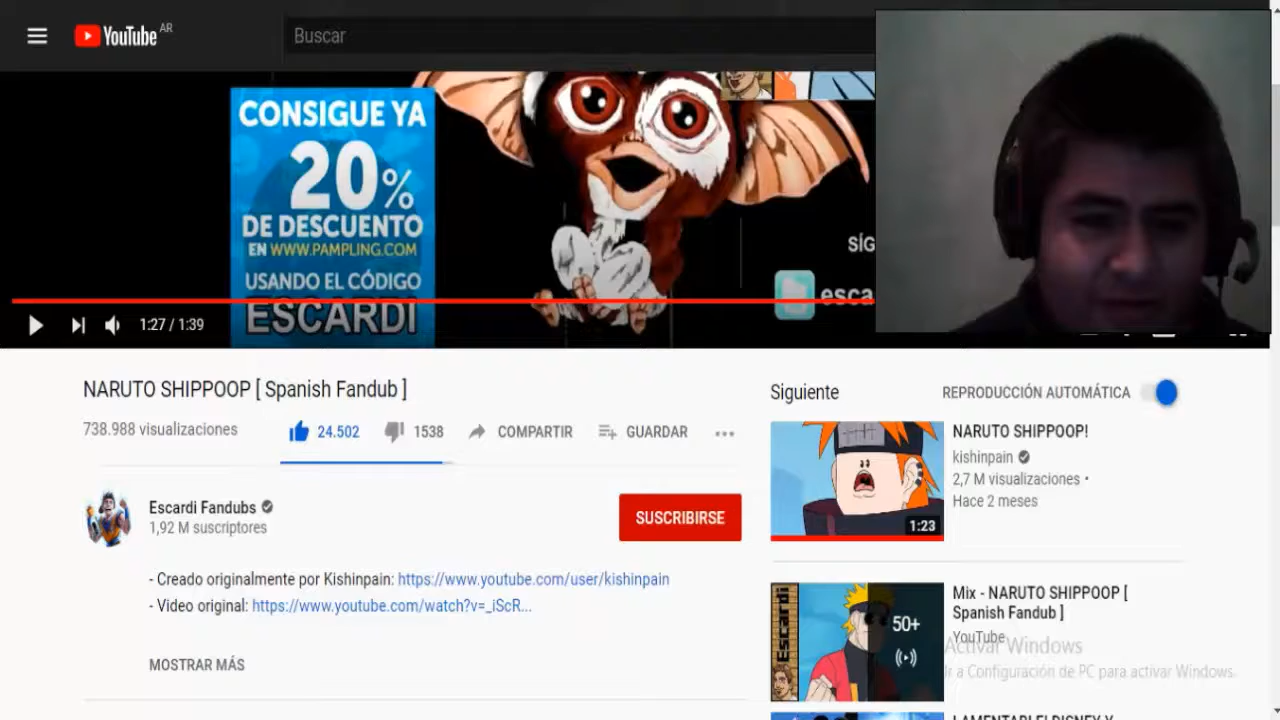 YouTube AR
Buscar
CONSIGUE YA
20%
DE DESCUENTO
EN WWW.PAMPLING.COM
USANDO EL CÓDIGO
ESCARDI
síg
esca
1:27 / 1:39
NARUTO SHIPPOOP [ Spanish Fandub ]
738.988 visualizaciones
24.502
1538
COMPARTIR
GUARDAR
Escardi Fandubs
1,92 M suscriptores
SUSCRIBIRSE
- Creado originalmente por Kishinpain: https://www.youtube.com/user/kishinpain
- Video original: https://www.youtube.com/watch?v=_iScR...
MOSTRAR MÁS
Siguiente
REPRODUCCIÓN AUTOMÁTICA
1:23
NARUTO SHIPPOOP!
kishinpain
2,7 M visualizaciones •
Hace 2 meses
Escardi
50+
Mix - NARUTO SHIPPOOP [
Spanish Fandub ]
YouTube
Activar Windows
Ir a Configuración de PC para activar Windows.